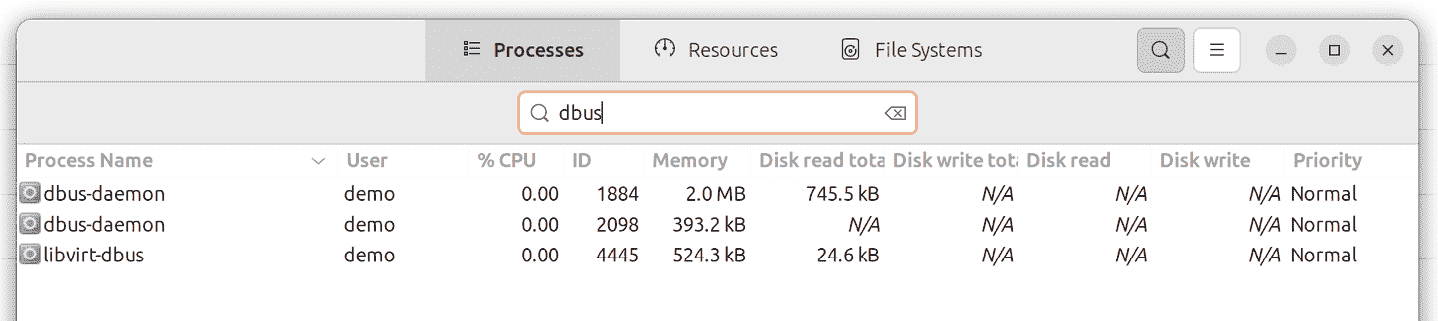 Processes Resources File Systems
dbus
Process Name User % CPU ID Memory Disk read tota Disk write tota Disk read Disk write Priority
dbus-daemon demo 0.00 1884 2.0 MB 745.5 kB N/A N/A N/A Normal
dbus-daemon demo 0.00 2098 393.2 kB N/A N/A N/A N/A Normal
libvirt-dbus demo 0.00 4445 524.3 kB 24.6 kB N/A N/A N/A Normal